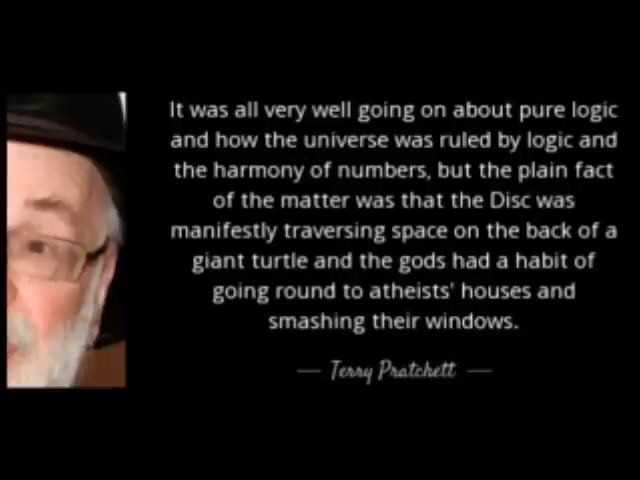 It was all very well going on about pure logic
and how the universe was ruled by logic and
the harmony of numbers, but the plain fact
of the matter was that the Disc was
manifestly traversing space on the back of a
giant turtle and the gods had a habit of
going round to atheists' houses and
smashing their windows.
— Terry Pratchett —